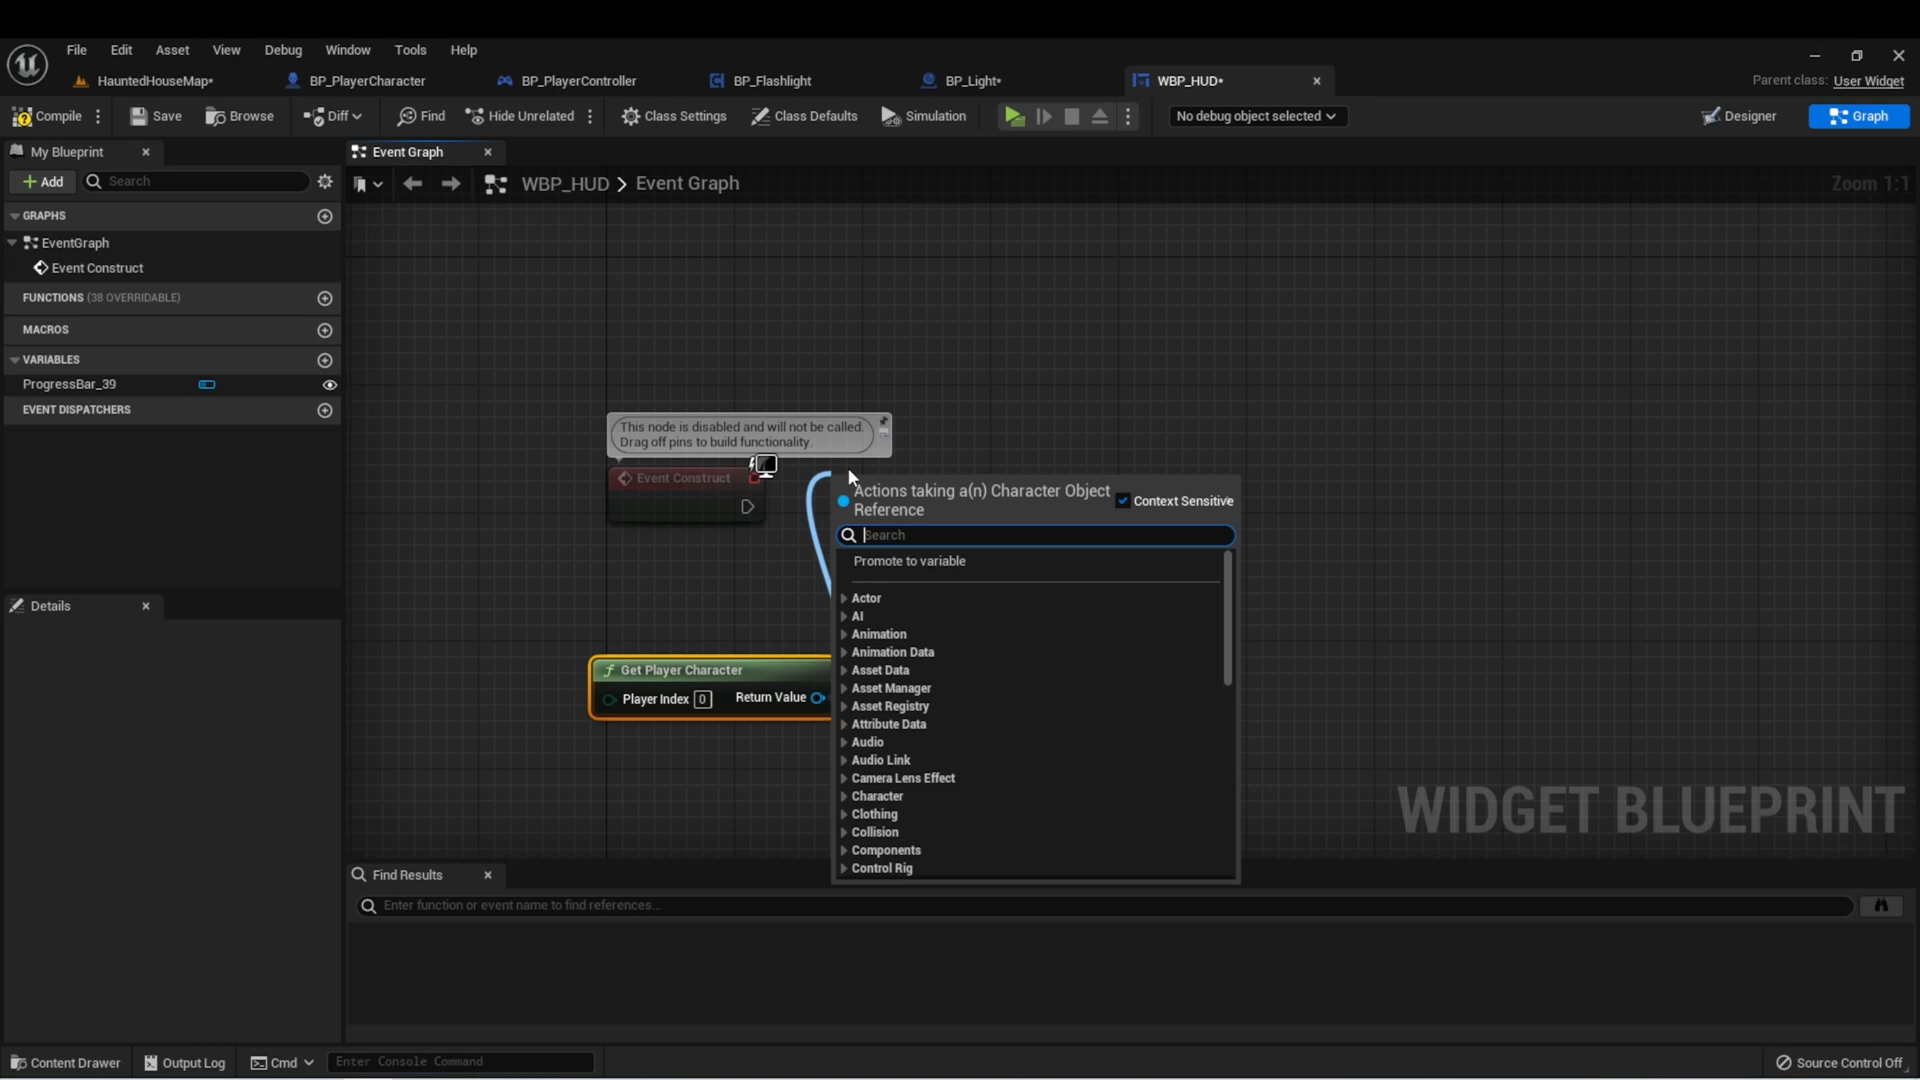 File Edit Asset View Debug Window Tools Help
HauntedHouseMap* BP_PlayerCharacter BP_PlayerController BP_Flashlight BP_Light* WBP_HUD*
Parent class: User Widget
Compile Save Browse Diff Find Hide Unrelated Class Settings Class Defaults Simulation No debug object selected Designer Graph
My Blueprint
Event Graph
Add Search
WBP_HUD > Event Graph Zoom 1:1
GRAPHS
EventGraph
Event Construct
FUNCTIONS (38 OVERRIDABLE)
MACROS
VARIABLES
ProgressBar_39
EVENT DISPATCHERS
This node is disabled and will not be called.
Drag off pins to build functionality.
Event Construct
Actions taking a(n) Character Object
Reference
Context Sensitive
Search
Promote to variable
Actor
AI
Animation
Animation Data
Asset Data
Asset Manager
Asset Registry
Attribute Data
Audio
Audio Link
Camera Lens Effect
Character
Clothing
Collision
Components
Control Rig
Details
Get Player Character
Player Index 0 Return Value
WIDGET BLUEPRINT
Find Results
Enter function or event name to find references...
Content Drawer Output Log Cmd Enter Console Command Source Control Off